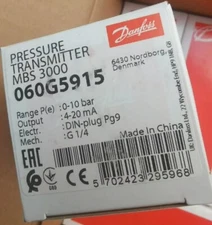 PRESSURE
TRANSMITTER
MBS 3000
060G5915
Danfoss
6430 Nordborg,
Denmark
Range P(e) : 0-10 bar
Output : 4-20 mA
Electr. : DIN-plug Pg9
Mech. : G 1/4
EAC
Made in China
5 702423 295968